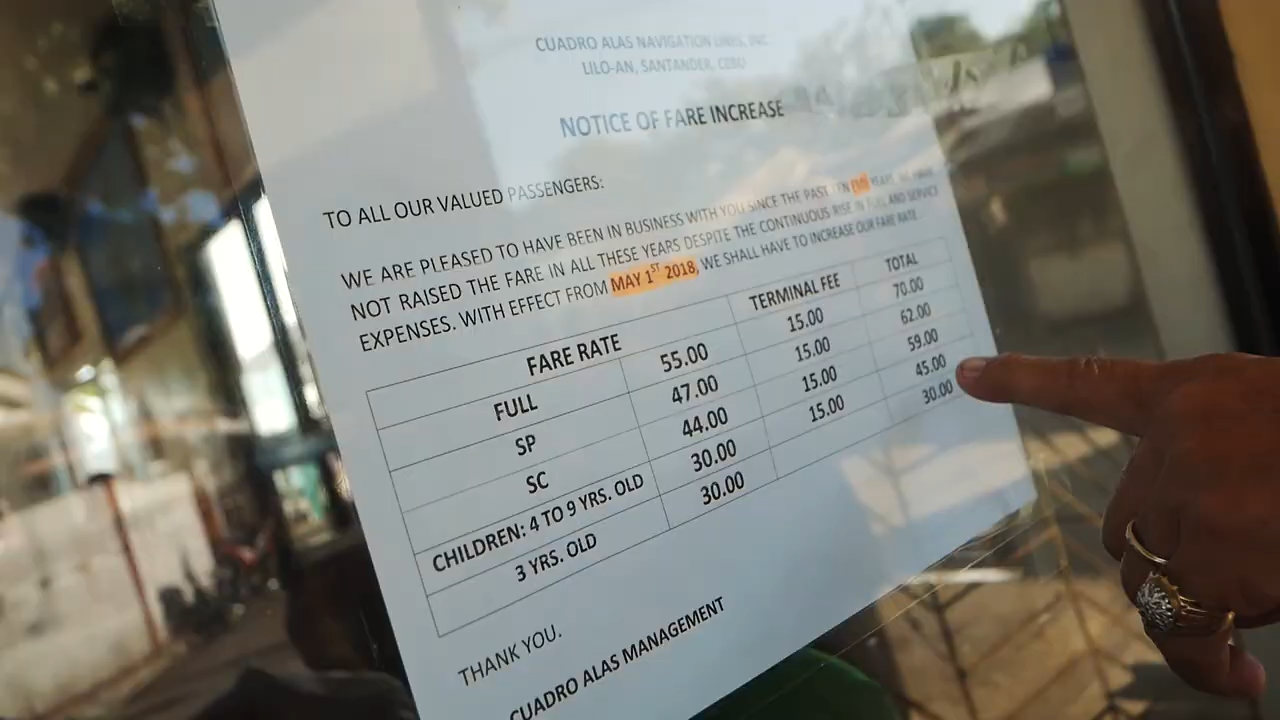 CUADRO ALAS NAVIGATION LINES, INC.
LILO-AN, SANTANDER, CEBU
NOTICE OF FARE INCREASE
TO ALL OUR VALUED PASSENGERS:
WE ARE PLEASED TO HAVE BEEN IN BUSINESS WITH YOU SINCE THE PAST TEN
NOT RAISED THE FARE IN ALL THESE YEARS DESPITE THE CONTINUOUS RISE IN FUEL AND SERVICE
EXPENSES. WITH EFFECT FROM MAY 1ST 2018, WE SHALL HAVE TO INCREASE OUR FARE RATE
FARE RATE TERMINAL FEE TOTAL
FULL 55.00 15.00 70.00
SP 47.00 15.00 62.00
SC 44.00 15.00 59.00
CHILDREN: 4 TO 9 YRS. OLD 30.00 15.00 45.00
3 YRS. OLD 30.00 30.00
THANK YOU.
CUADRO ALAS MANAGEMENT